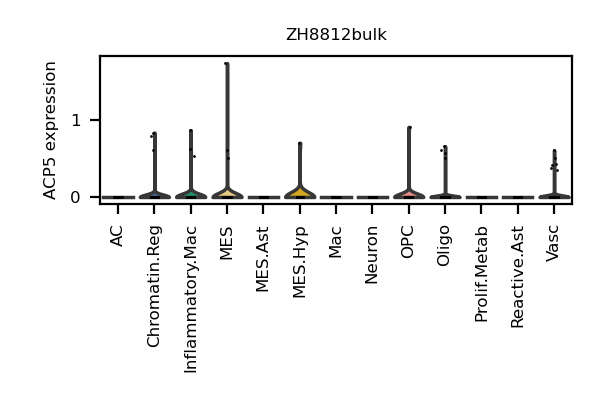 ZH8812bulk
ACP5 expression
1
0
AC
Chromatin.Reg
Inflammatory.Mac
MES
MES.Ast
MES.Hyp
Mac
Neuron
OPC
Oligo
Prolif.Metab
Reactive.Ast
Vasc